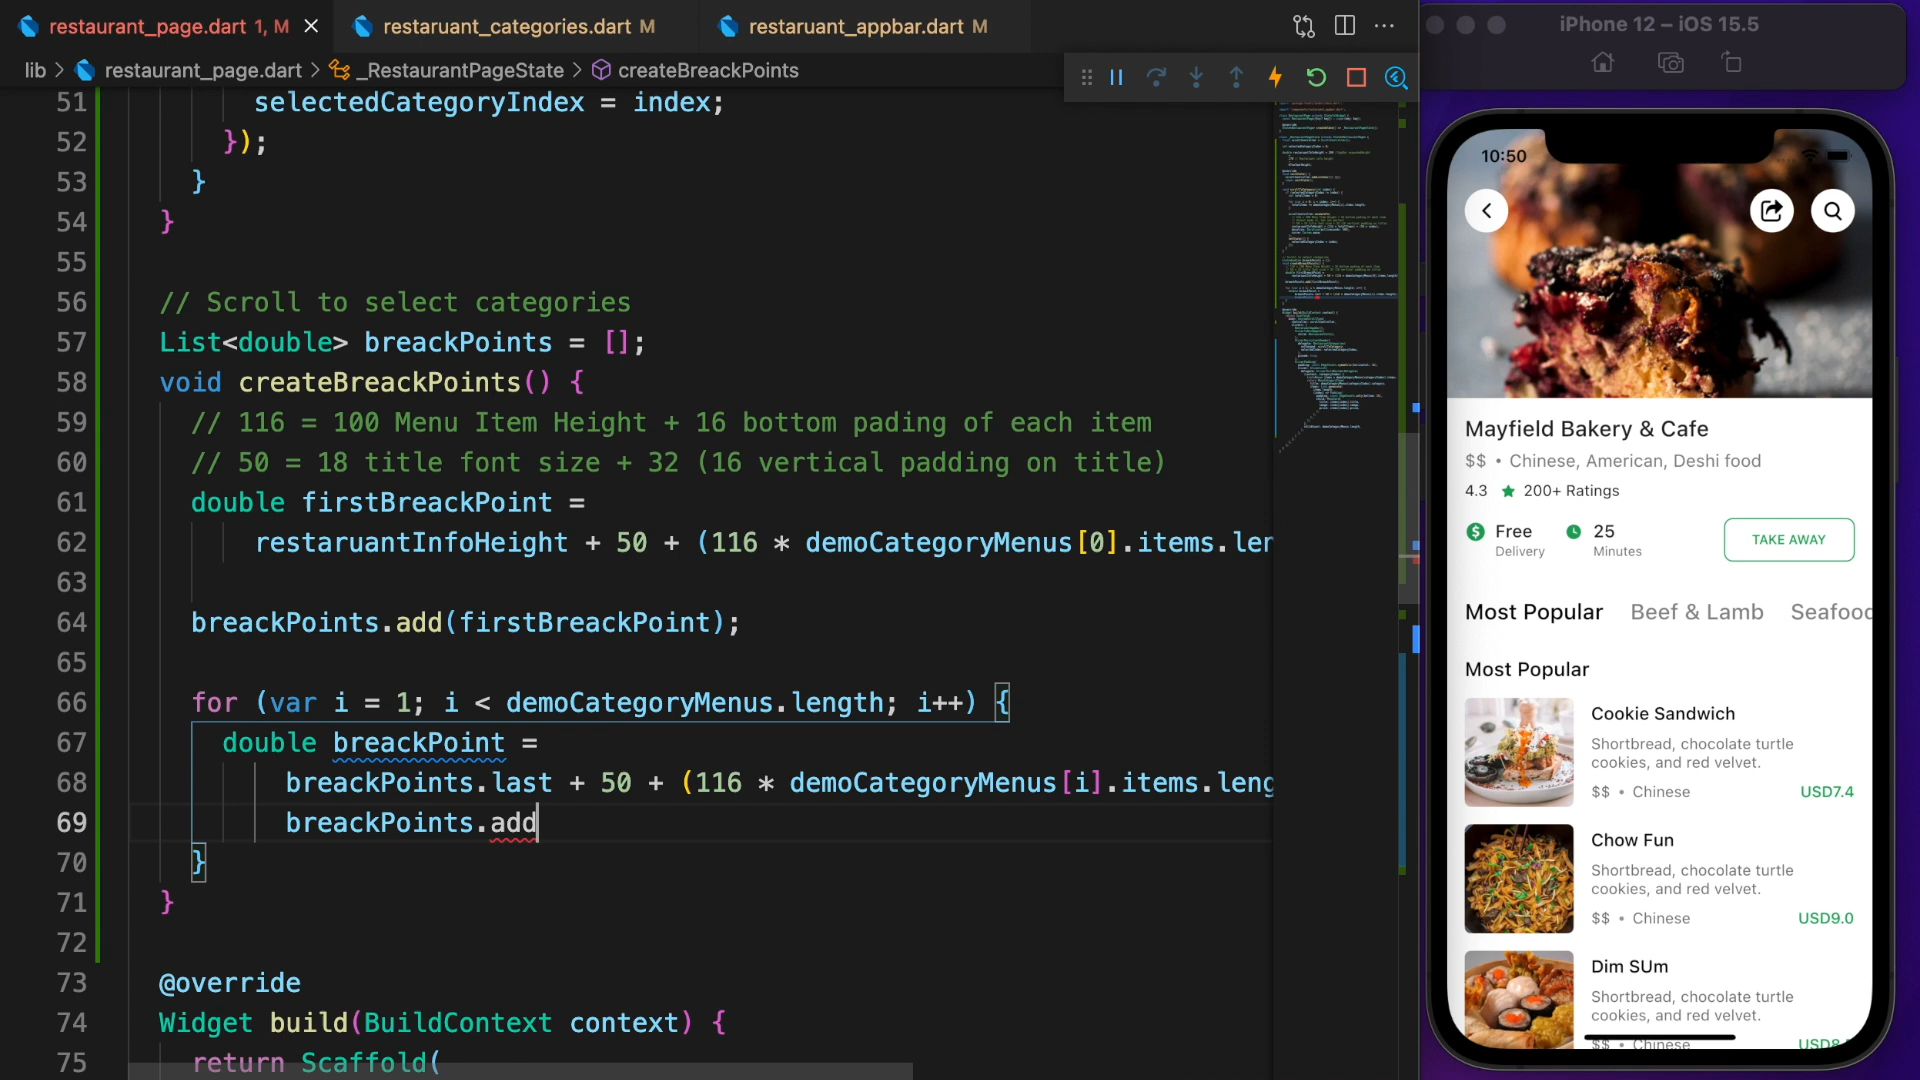 restaurant_page.dart 1, M
restaruant_categories.dart M
restaruant_appbar.dart M
iPhone 12 – iOS 15.5
lib > restaurant_page.dart > _RestaurantPageState > createBreackPoints
51 selectedCategoryIndex = index;
52 });
53 }
54 }
55
56 // Scroll to select categories
57 List<double> breackPoints = [];
58 void createBreackPoints() {
59 // 116 = 100 Menu Item Height + 16 bottom pading of each item
60 // 50 = 18 title font size + 32 (16 vertical padding on title)
61 double firstBreackPoint =
62 restaruantInfoHeight + 50 + (116 * demoCategoryMenus[0].items.len
63
64 breackPoints.add(firstBreackPoint);
65
66 for (var i = 1; i < demoCategoryMenus.length; i++) {
67 double breackPoint =
68 breackPoints.last + 50 + (116 * demoCategoryMenus[i].items.leng
69 breackPoints.add
70 }
71 }
72
73 @override
74 Widget build(BuildContext context) {
75 return Scaffold(
10:50
Mayfield Bakery & Cafe
$$ • Chinese, American, Deshi food
4.3 200+ Ratings
$ Free
Delivery
25
Minutes
TAKE AWAY
Most Popular Beef & Lamb Seafood
Most Popular
Cookie Sandwich
Shortbread, chocolate turtle
cookies, and red velvet.
$$ • Chinese USD7.4
Chow Fun
Shortbread, chocolate turtle
cookies, and red velvet.
$$ • Chinese USD9.0
Dim SUm
Shortbread, chocolate turtle
cookies, and red velvet.
$$ • Chinese